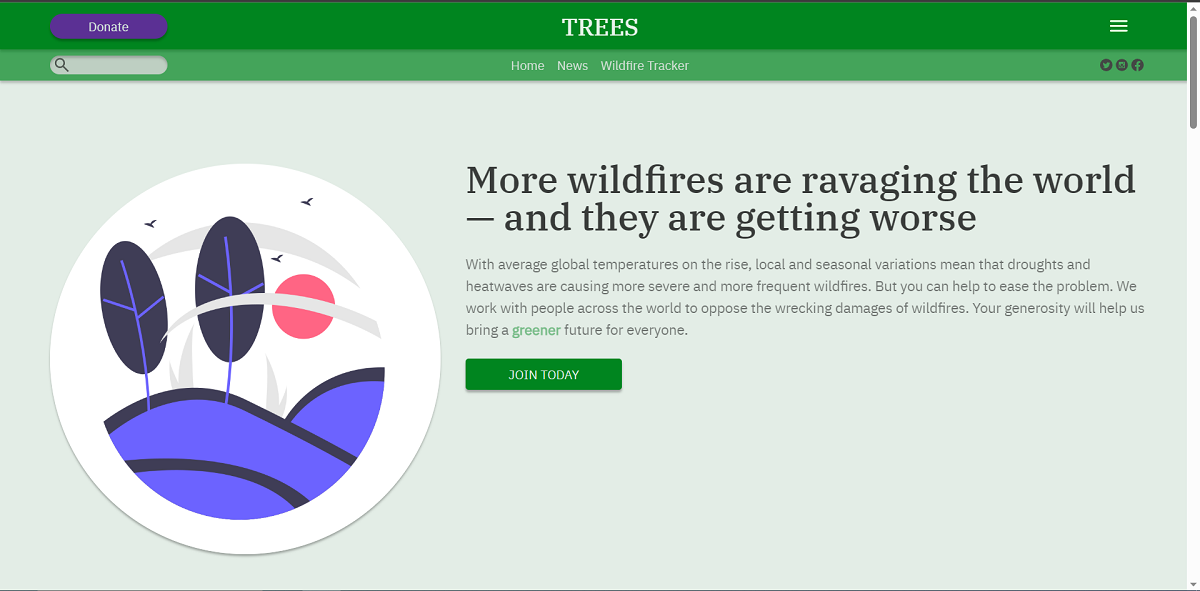 Donate
TREES
Home News Wildfire Tracker
More wildfires are ravaging the world
— and they are getting worse
With average global temperatures on the rise, local and seasonal variations mean that droughts and
heatwaves are causing more severe and more frequent wildfires. But you can help to ease the problem. We
work with people across the world to oppose the wrecking damages of wildfires. Your generosity will help us
bring a greener future for everyone.
JOIN TODAY